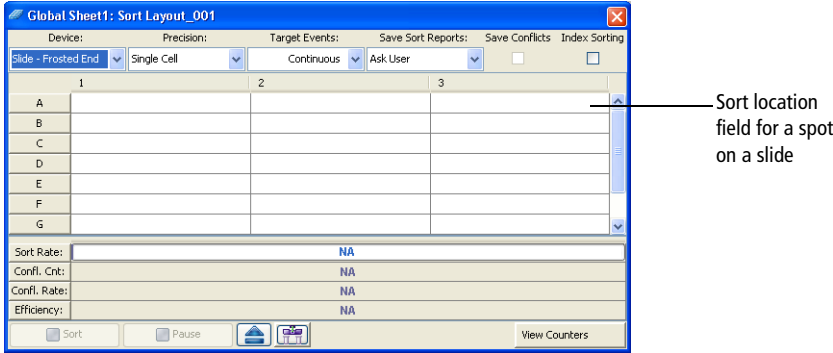 Global Sheet1: Sort Layout_001
Device: Precision: Target Events: Save Sort Reports: Save Conflicts Index Sorting
Slide - Frosted End Single Cell Continuous Ask User
1 2 3
A
B
C
D
E
F
G
Sort location
field for a spot
on a slide
Sort Rate: NA
Confl. Cnt: NA
Confl. Rate: NA
Efficiency: NA
Sort Pause View Counters